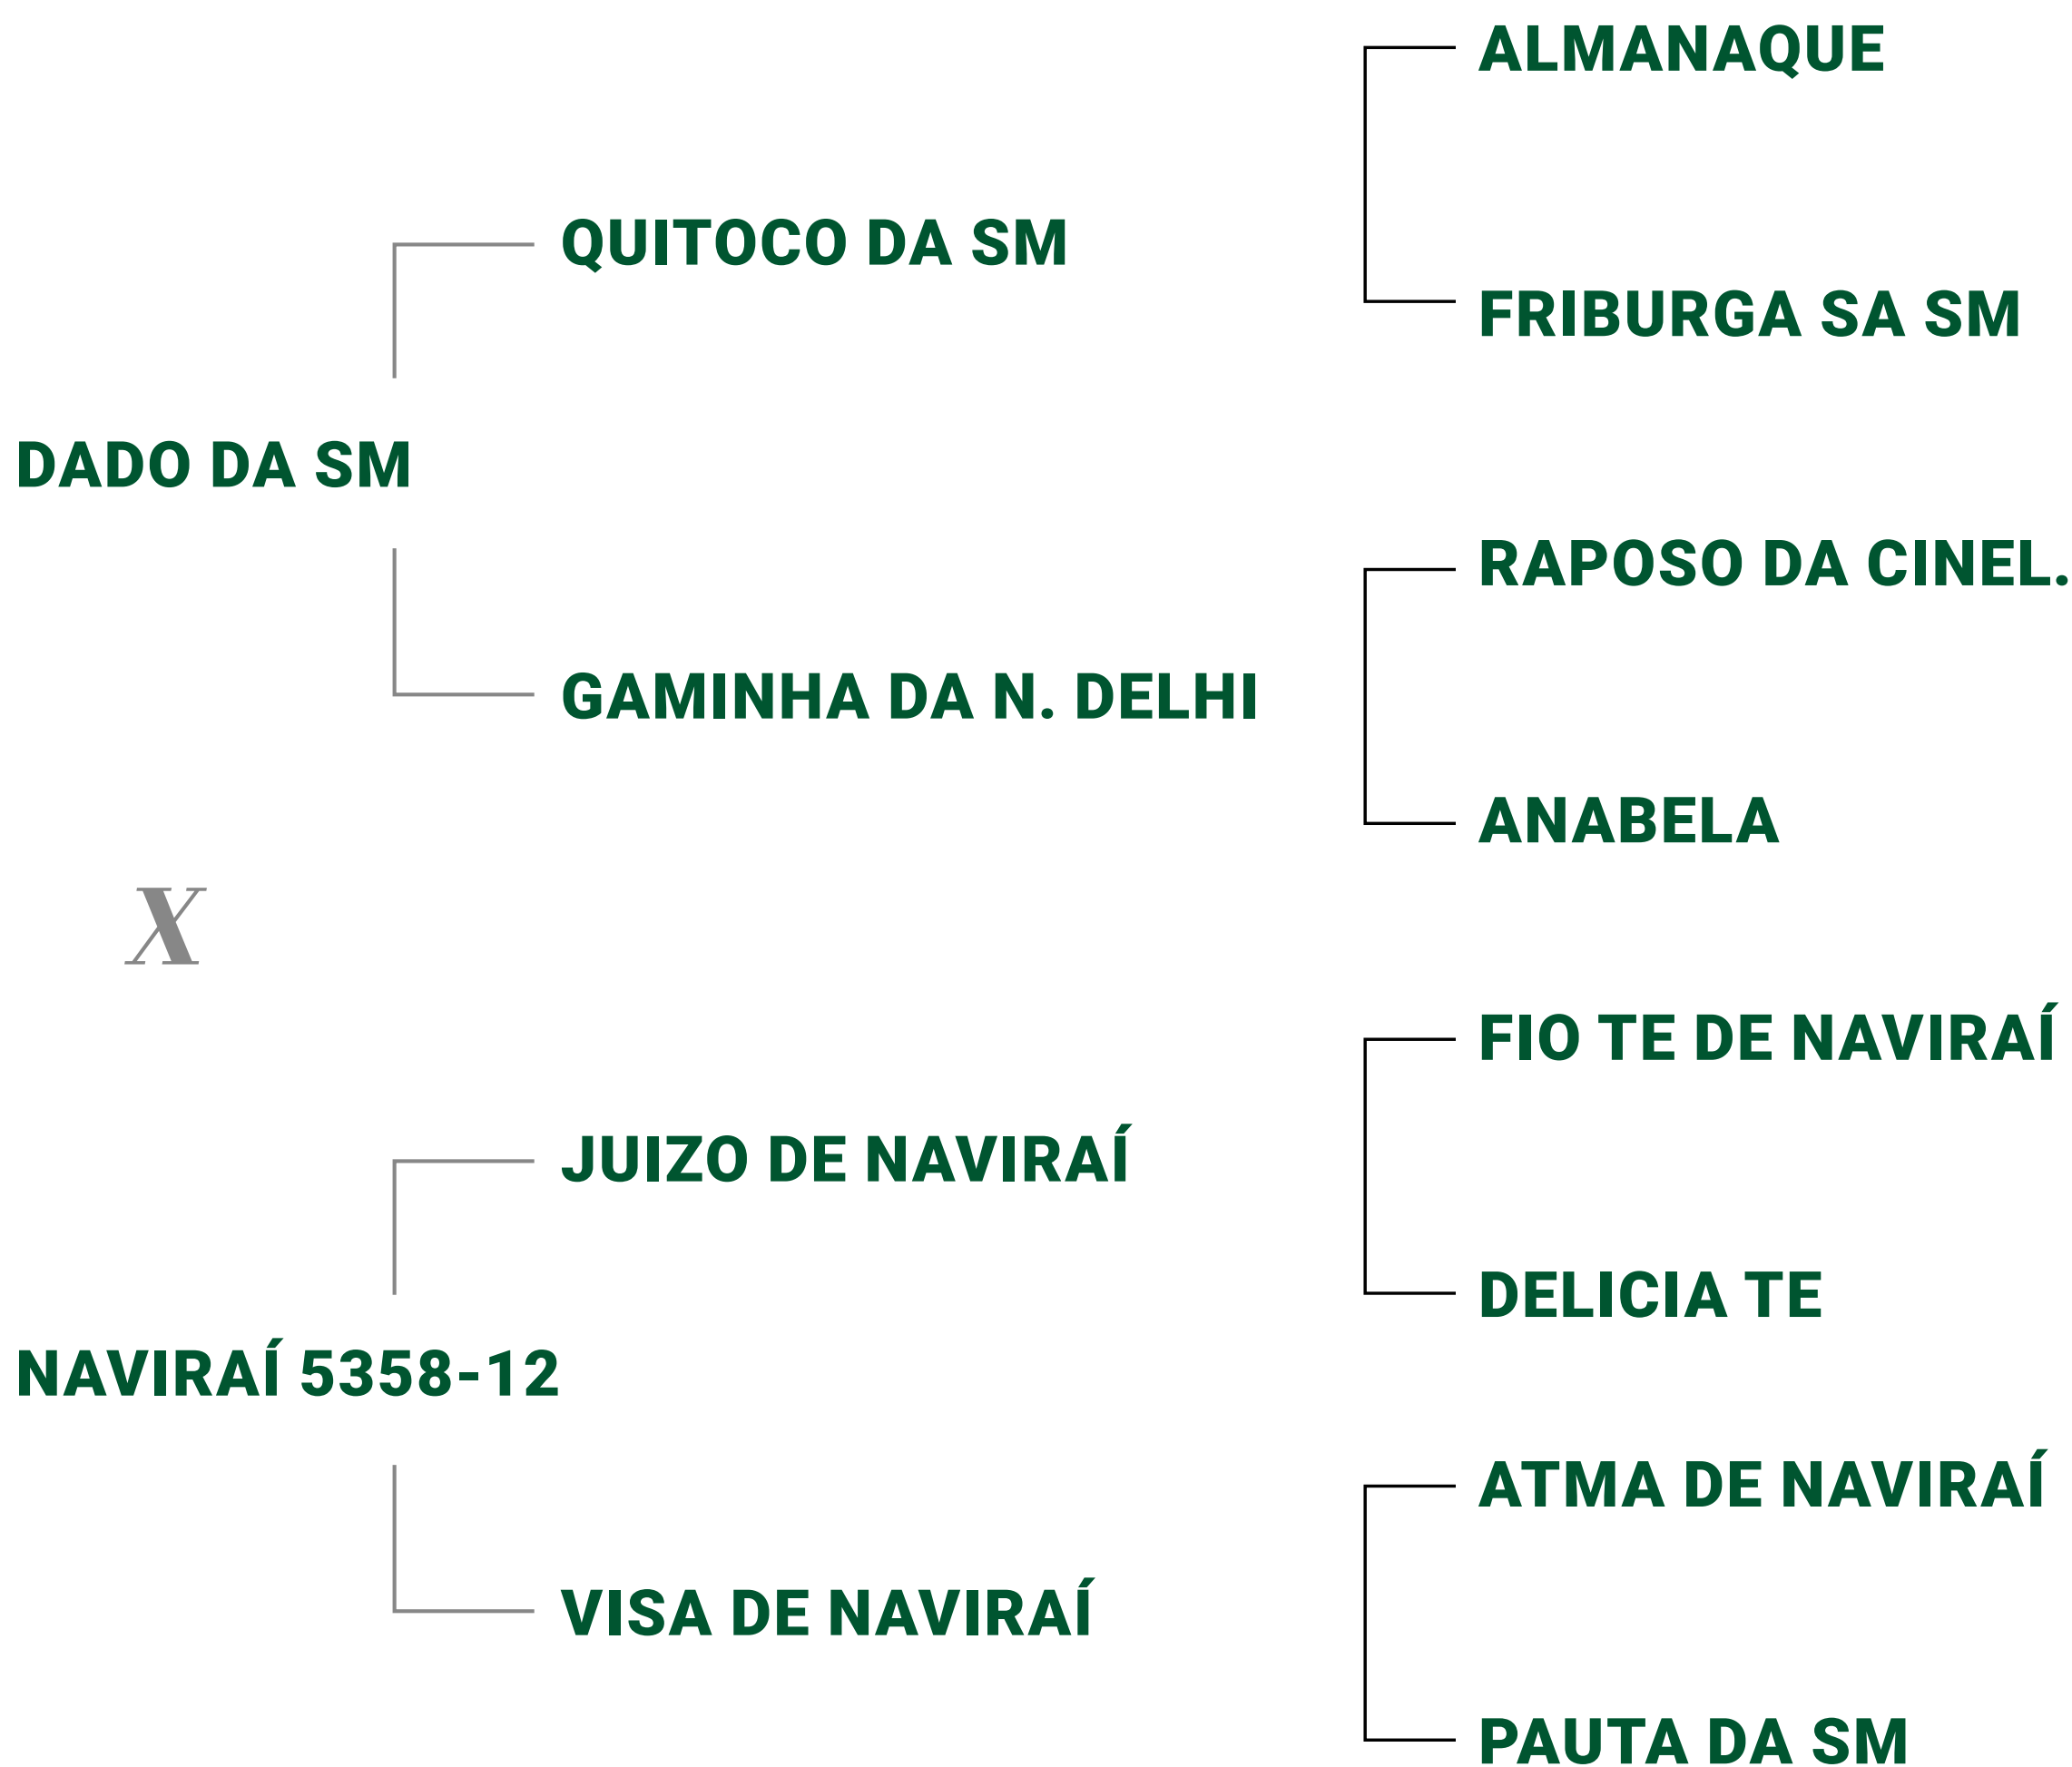 ALMANAQUE
QUITOCO DA SM
FRIBURGA SA SM
DADO DA SM
RAPOSO DA CINEL.
GAMINHA DA N. DELHI
ANABELA
X
FIO TE DE NAVIRAÍ
JUIZO DE NAVIRAÍ
DELICIA TE
NAVIRAÍ 5358-12
ATMA DE NAVIRAÍ
VISA DE NAVIRAÍ
PAUTA DA SM